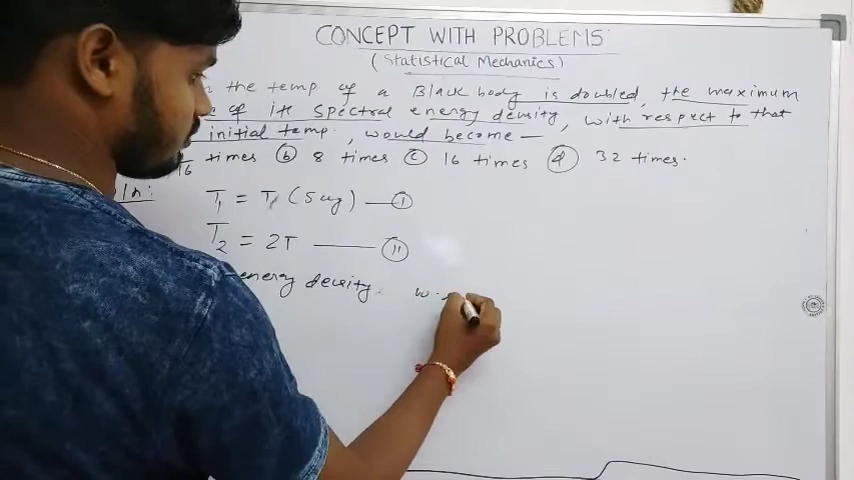 CONCEPT WITH PROBLEMS
(Statistical Mechanics)
the temp of a Black body is doubled, the maximum
of its spectral energy density, with respect to that
initial temp, would become —
16 times (b) 8 times (c) 16 times (d) 32 times.
T1 = T (say) — (I)
T2 = 2T — (II)
energy density. w.